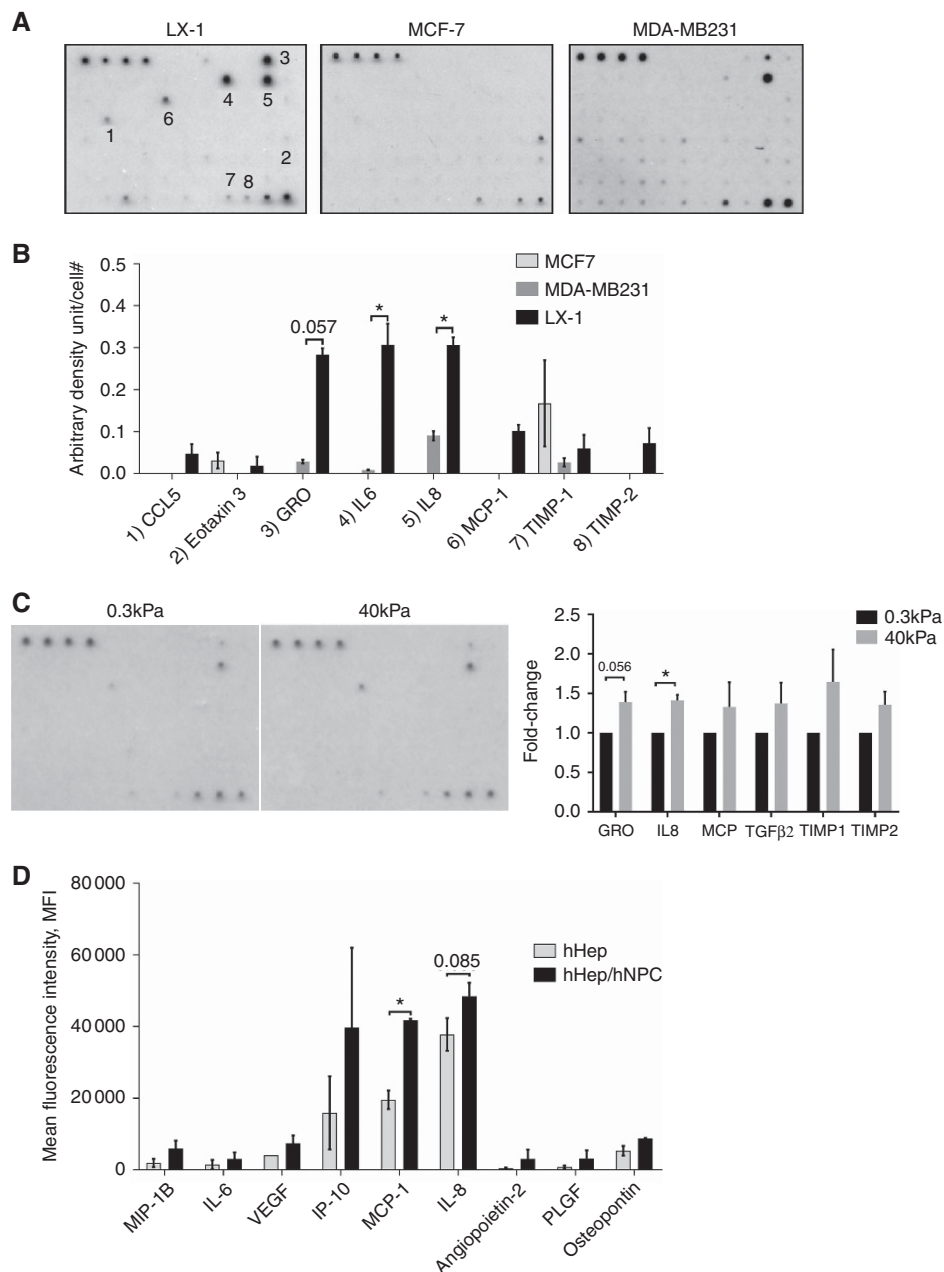 A
LX-1
MCF-7
MDA-MB231
3
4
5
6
1
2
7
8
B
Arbitrary density unit/cell#
0.5
0.4
0.3
0.2
0.1
0.0
MCF7
MDA-MB231
LX-1
0.057
*
*
1) CCL5
2) Eotaxin 3
3) GRO
4) IL6
5) IL8
6) MCP-1
7) TIMP-1
8) TIMP-2
C
0.3kPa
40kPa
Fold-change
2.5
2.0
1.5
1.0
0.5
0.0
0.3kPa
40kPa
0.056
*
GRO
IL8
MCP
TGFβ2
TIMP1
TIMP2
D
Mean fluorescence intensity, MFI
80 000
60 000
40 000
20 000
0
hHep
hHep/hNPC
*
0.085
MIP-1B
IL-6
VEGF
IP-10
MCP-1
IL-8
Angiopoietin-2
PLGF
Osteopontin